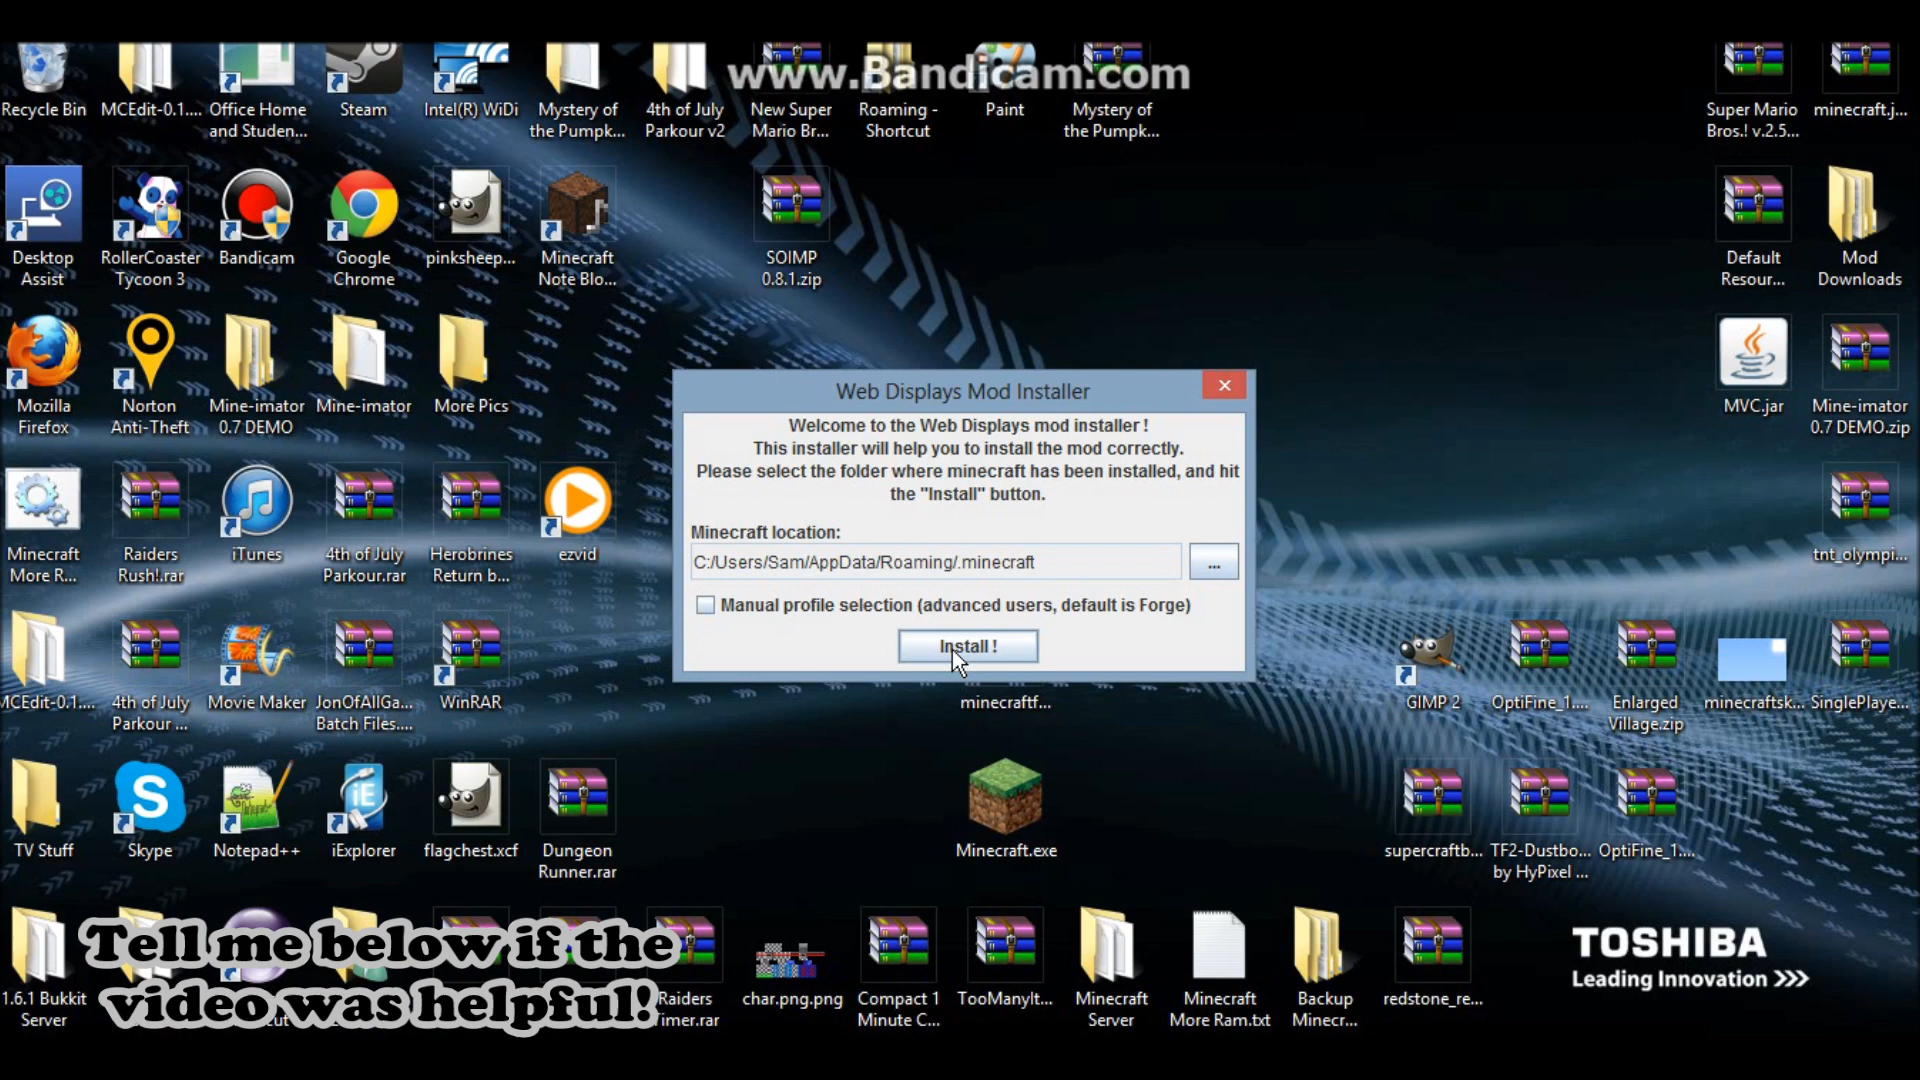 www.Bandicam.com
Recycle Bin
MCEdit-0.1....
Office Home
and Studen...
Steam
Intel(R) WiDi
Mystery of
the Pumpk...
4th of July
Parkour v2
New Super
Mario Br...
Roaming -
Shortcut
Paint
Mystery of
the Pumpk...
Super Mario
Bros.! v.2.5...
minecraft.j...
Desktop
Assist
RollerCoaster
Tycoon 3
Bandicam
Google
Chrome
pinksheep...
Minecraft
Note Blo...
SOIMP
0.8.1.zip
Default
Resour...
Mod
Downloads
Mozilla
Firefox
Norton
Anti-Theft
Mine-imator
0.7 DEMO
Mine-imator
More Pics
MVC.jar
Mine-imator
0.7 DEMO.zip
Web Displays Mod Installer
Welcome to the Web Displays mod installer !
This installer will help you to install the mod correctly.
Please select the folder where minecraft has been installed, and hit
the "Install" button.
Minecraft location:
C:/Users/Sam/AppData/Roaming/.minecraft
...
Manual profile selection (advanced users, default is Forge)
Install !
Minecraft
More R...
Raiders
Rush!.rar
iTunes
4th of July
Parkour.rar
Herobrines
Return b...
ezvid
tnt_olympi...
MCEdit-0.1....
4th of July
Parkour ...
Movie Maker
JonOfAllGa...
Batch Files....
WinRAR
minecraftf...
GIMP 2
OptiFine_1....
Enlarged
Village.zip
minecraftsk...
SinglePlaye...
TV Stuff
Skype
Notepad++
iExplorer
flagchest.xcf
Dungeon
Runner.rar
Minecraft.exe
supercraftb...
TF2-Dustbo...
by HyPixel ...
OptiFine_1....
Tell me below if the
video was helpful!
1.6.1 Bukkit
Server
Raiders
char.png.png
Compact 1
Minute C...
TooManyIt...
Minecraft
Server
Minecraft
More Ram.txt
Backup
Minecr...
redstone_re...
TOSHIBA
Leading Innovation >>>